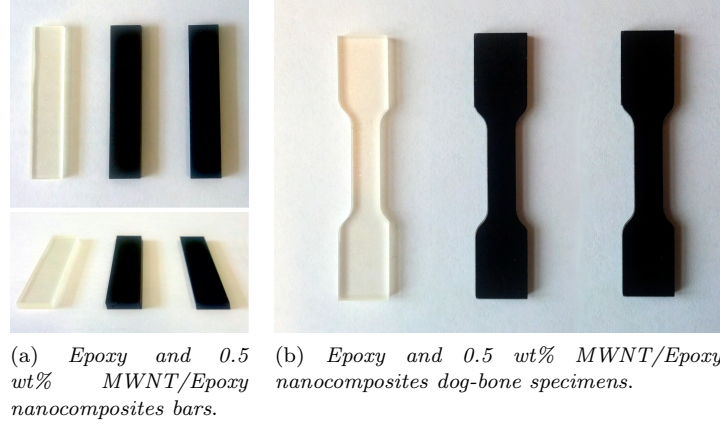 (a) Epoxy and 0.5
wt% MWNT/Epoxy
nanocomposites bars.
(b) Epoxy and 0.5 wt% MWNT/Epoxy
nanocomposites dog-bone specimens.